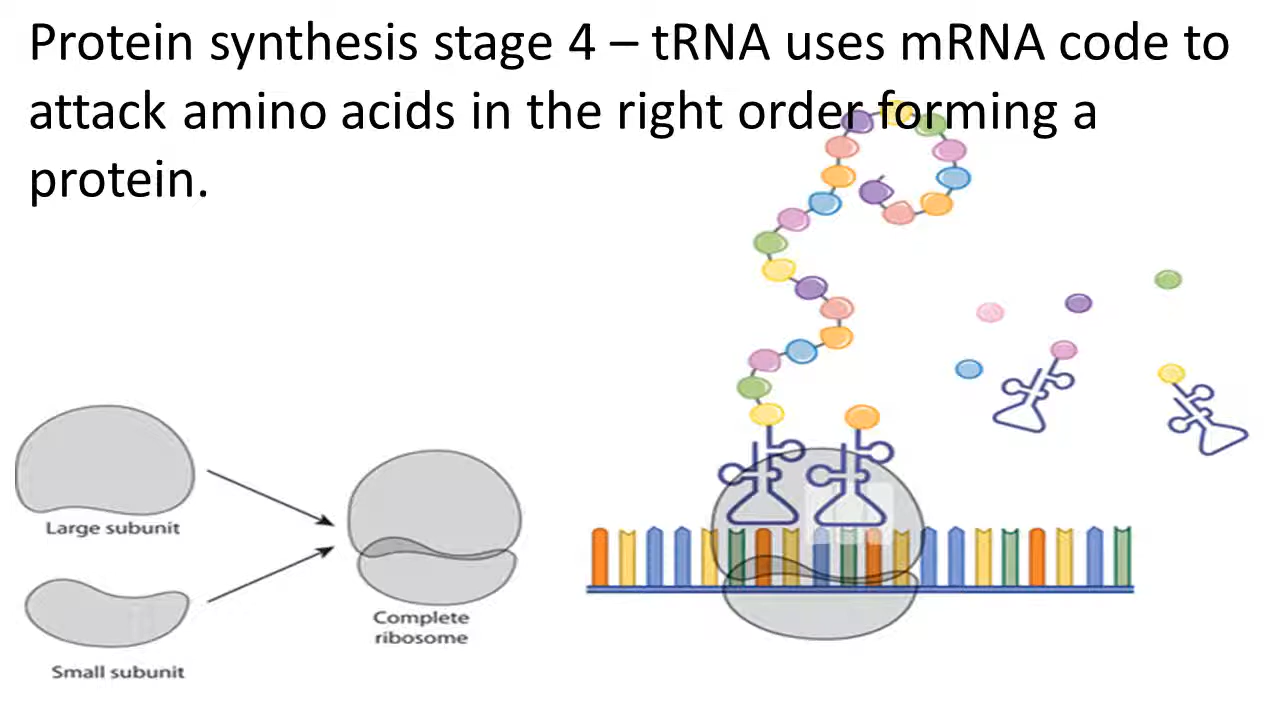 Protein synthesis stage 4 – tRNA uses mRNA code to
attack amino acids in the right order forming a
protein.
Large subunit
Complete
ribosome
Small subunit